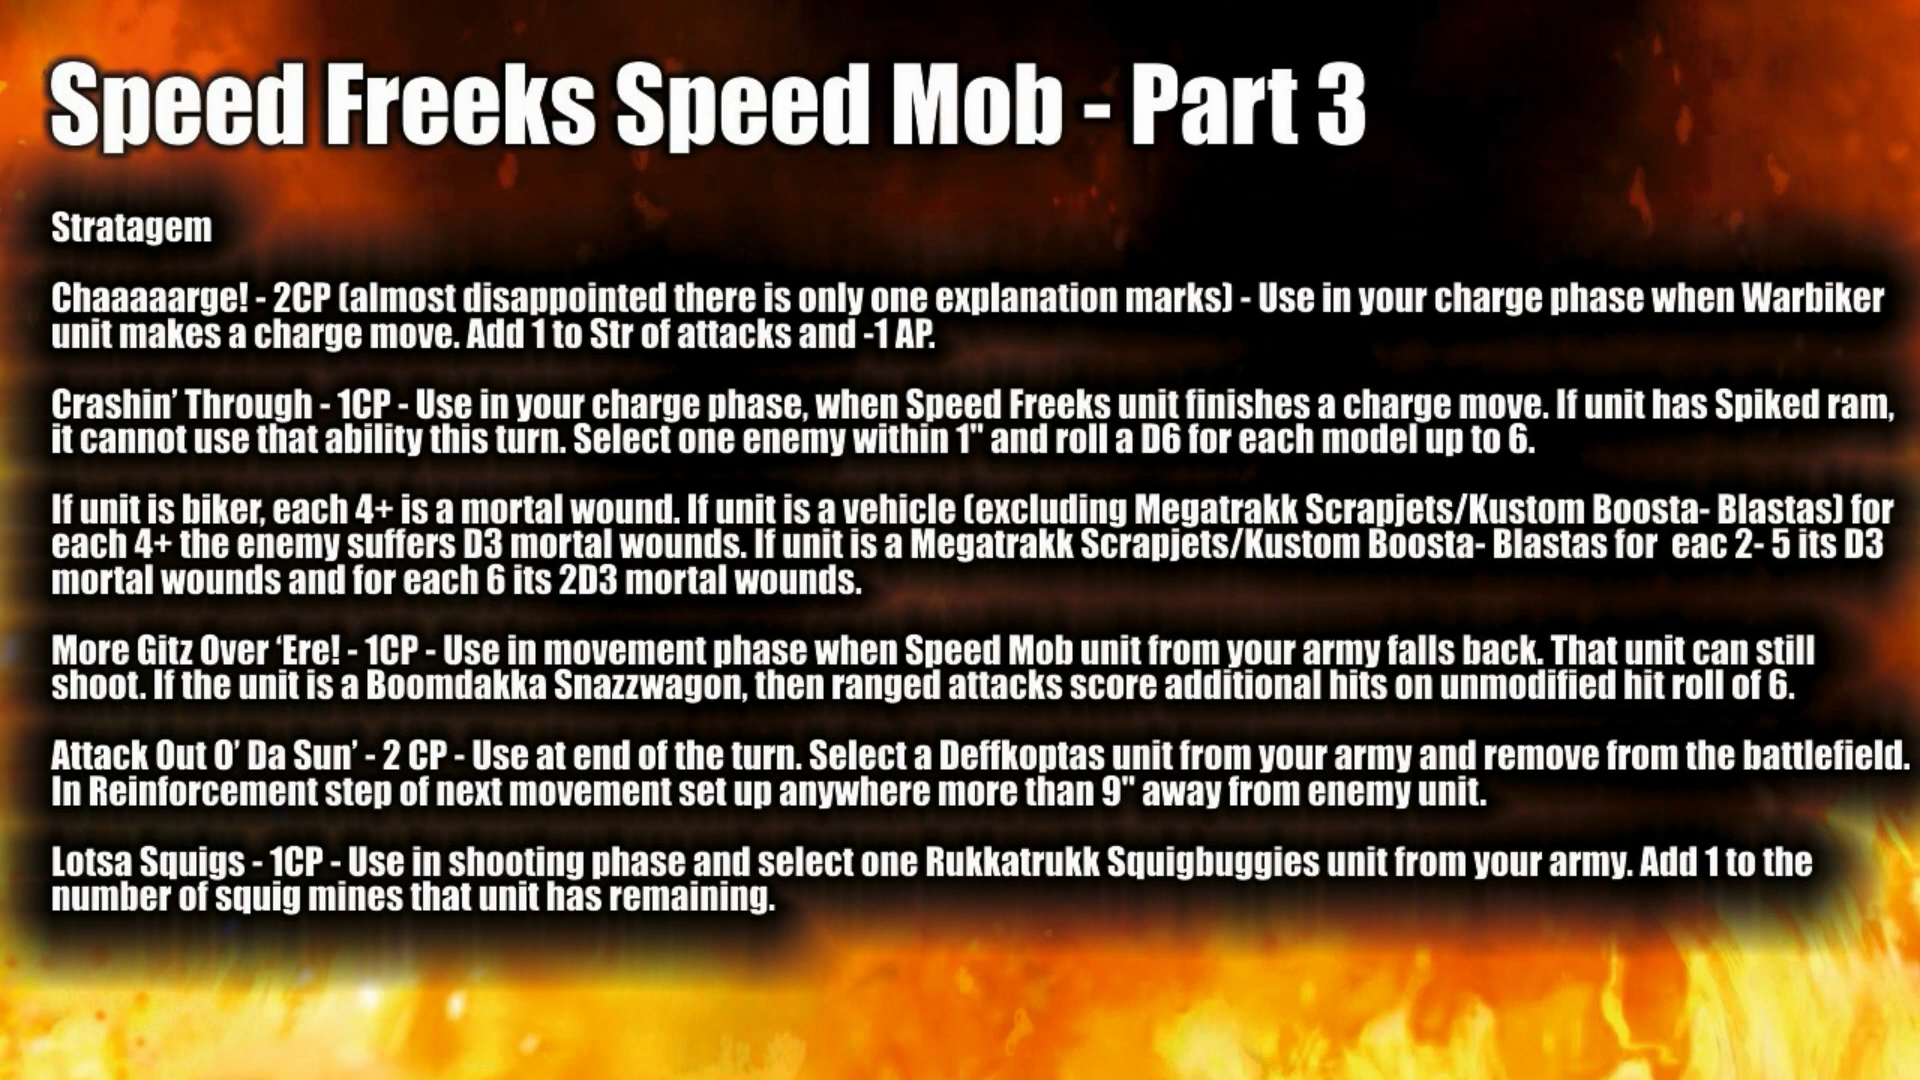 Speed Freeks Speed Mob - Part 3
Stratagem
Chaaaaarge! - 2CP (almost disappointed there is only one explanation marks) - Use in your charge phase when Warbiker
unit makes a charge move. Add 1 to Str of attacks and -1 AP.
Crashin’ Through - 1CP - Use in your charge phase, when Speed Freeks unit finishes a charge move. If unit has Spiked ram,
it cannot use that ability this turn. Select one enemy within 1" and roll a D6 for each model up to 6.
If unit is biker, each 4+ is a mortal wound. If unit is a vehicle (excluding Megatrakk Scrapjets/Kustom Boosta- Blastas) for
each 4+ the enemy suffers D3 mortal wounds. If unit is a Megatrakk Scrapjets/Kustom Boosta- Blastas for  eac 2- 5 its D3
mortal wounds and for each 6 its 2D3 mortal wounds.
More Gitz Over ‘Ere! - 1CP - Use in movement phase when Speed Mob unit from your army falls back. That unit can still
shoot. If the unit is a Boomdakka Snazzwagon, then ranged attacks score additional hits on unmodified hit roll of 6.
Attack Out O’ Da Sun’ - 2 CP - Use at end of the turn. Select a Deffkoptas unit from your army and remove from the battlefield.
In Reinforcement step of next movement set up anywhere more than 9" away from enemy unit.
Lotsa Squigs - 1CP - Use in shooting phase and select one Rukkatrukk Squigbuggies unit from your army. Add 1 to the
number of squig mines that unit has remaining.